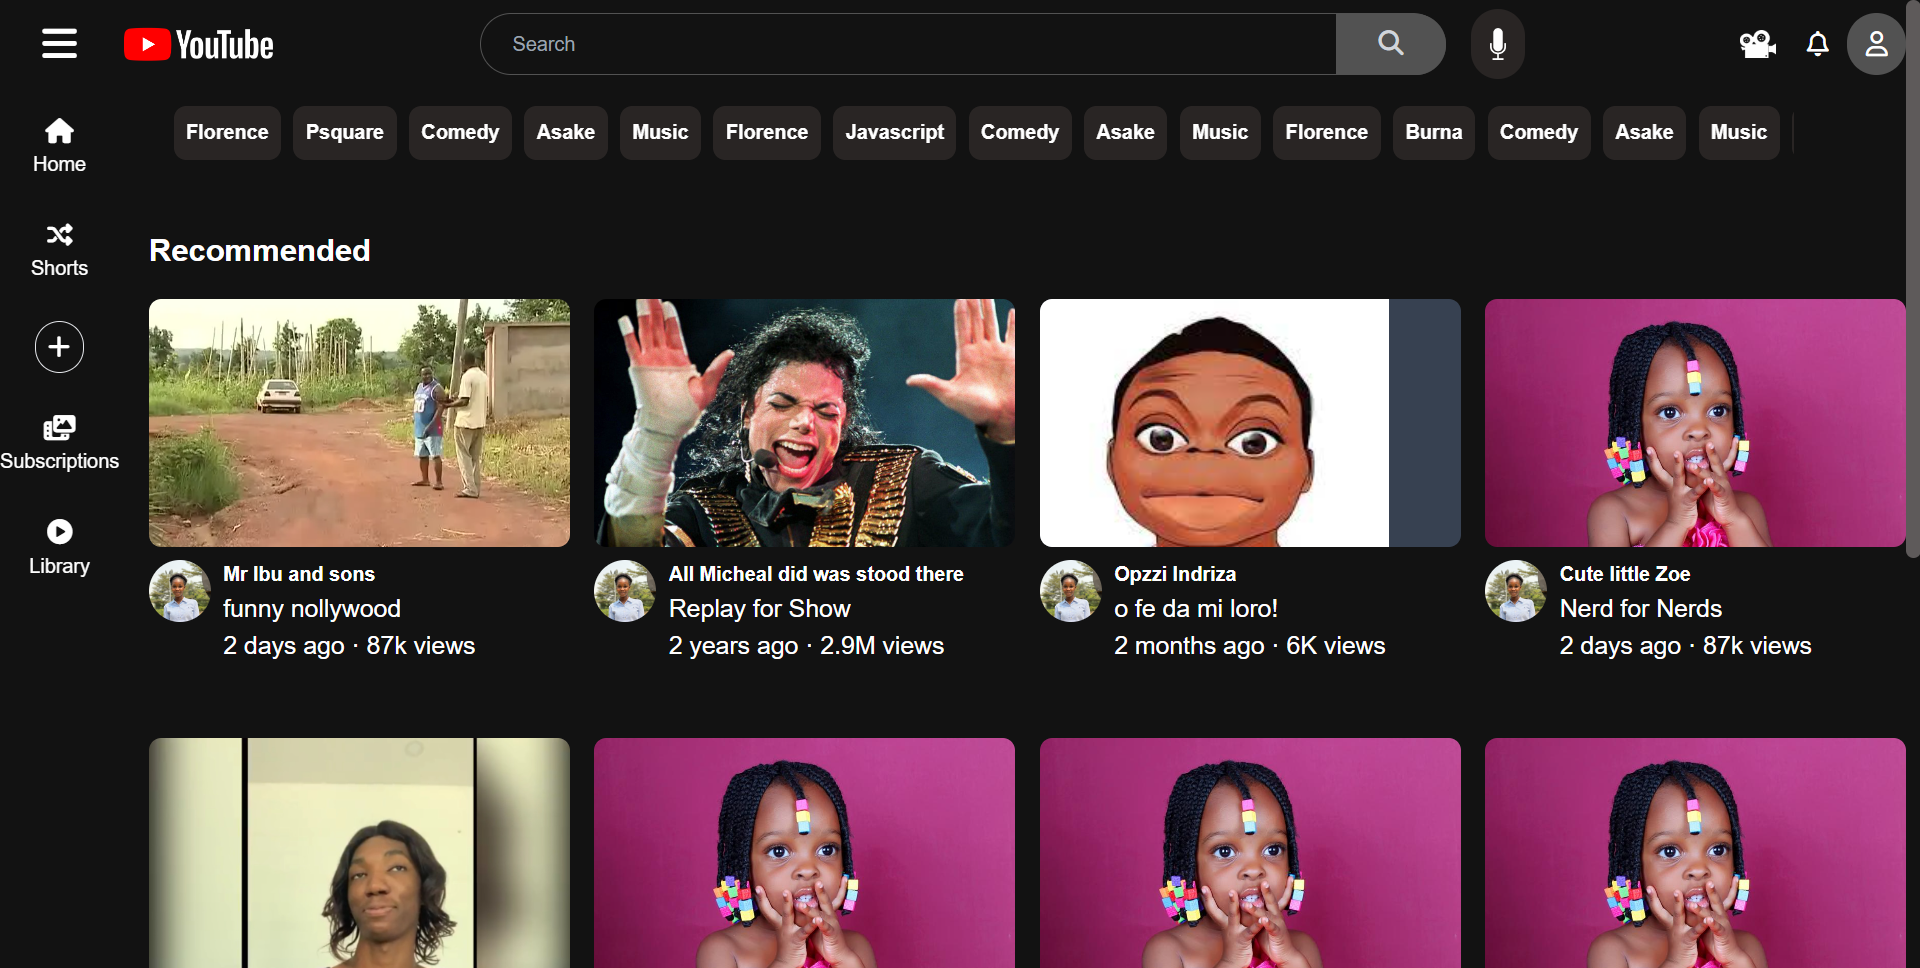 YouTube
Search
Florence Psquare Comedy Asake Music Florence Javascript Comedy Asake Music Florence Burna Comedy Asake Music
Home
Shorts
Subscriptions
Library
Recommended
Mr Ibu and sons
funny nollywood
2 days ago · 87k views
All Micheal did was stood there
Replay for Show
2 years ago · 2.9M views
Opzzi Indriza
o fe da mi loro!
2 months ago · 6K views
Cute little Zoe
Nerd for Nerds
2 days ago · 87k views